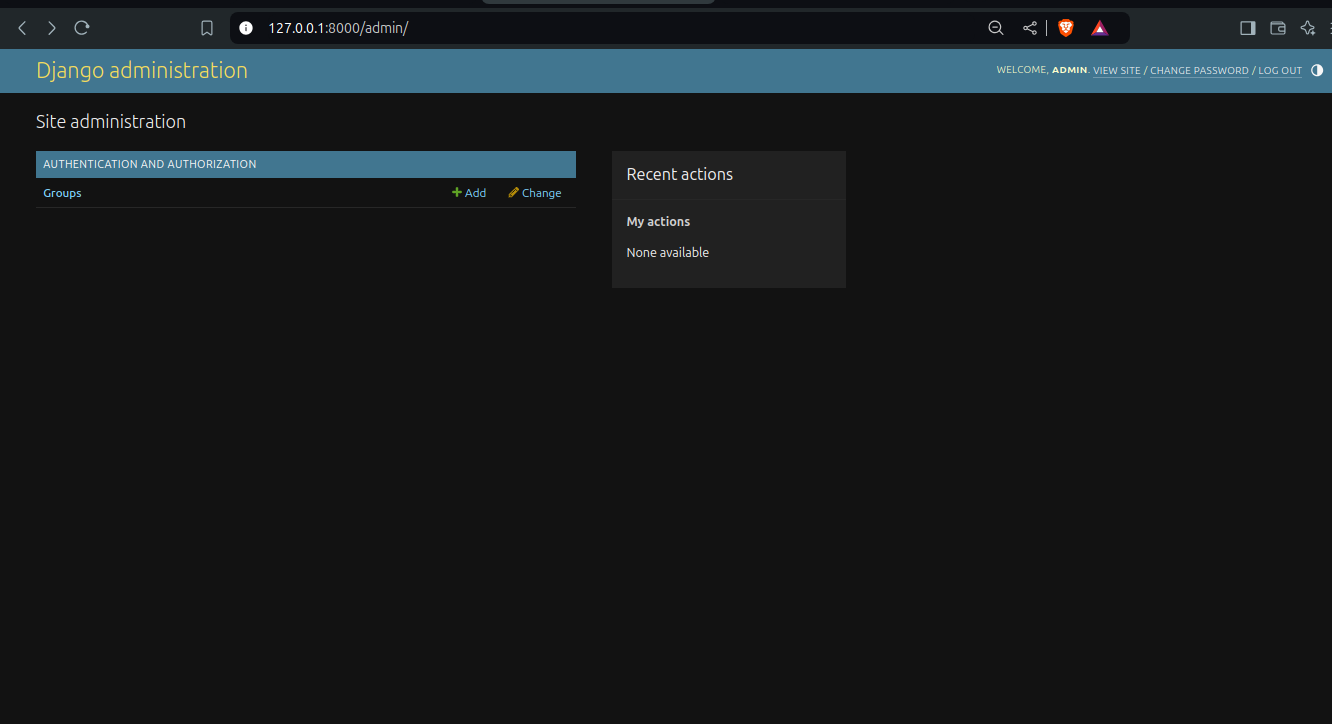 127.0.0.1:8000/admin/
Django administration
WELCOME, ADMIN. VIEW SITE / CHANGE PASSWORD / LOG OUT
Site administration
AUTHENTICATION AND AUTHORIZATION
Groups Add Change
Recent actions
My actions
None available